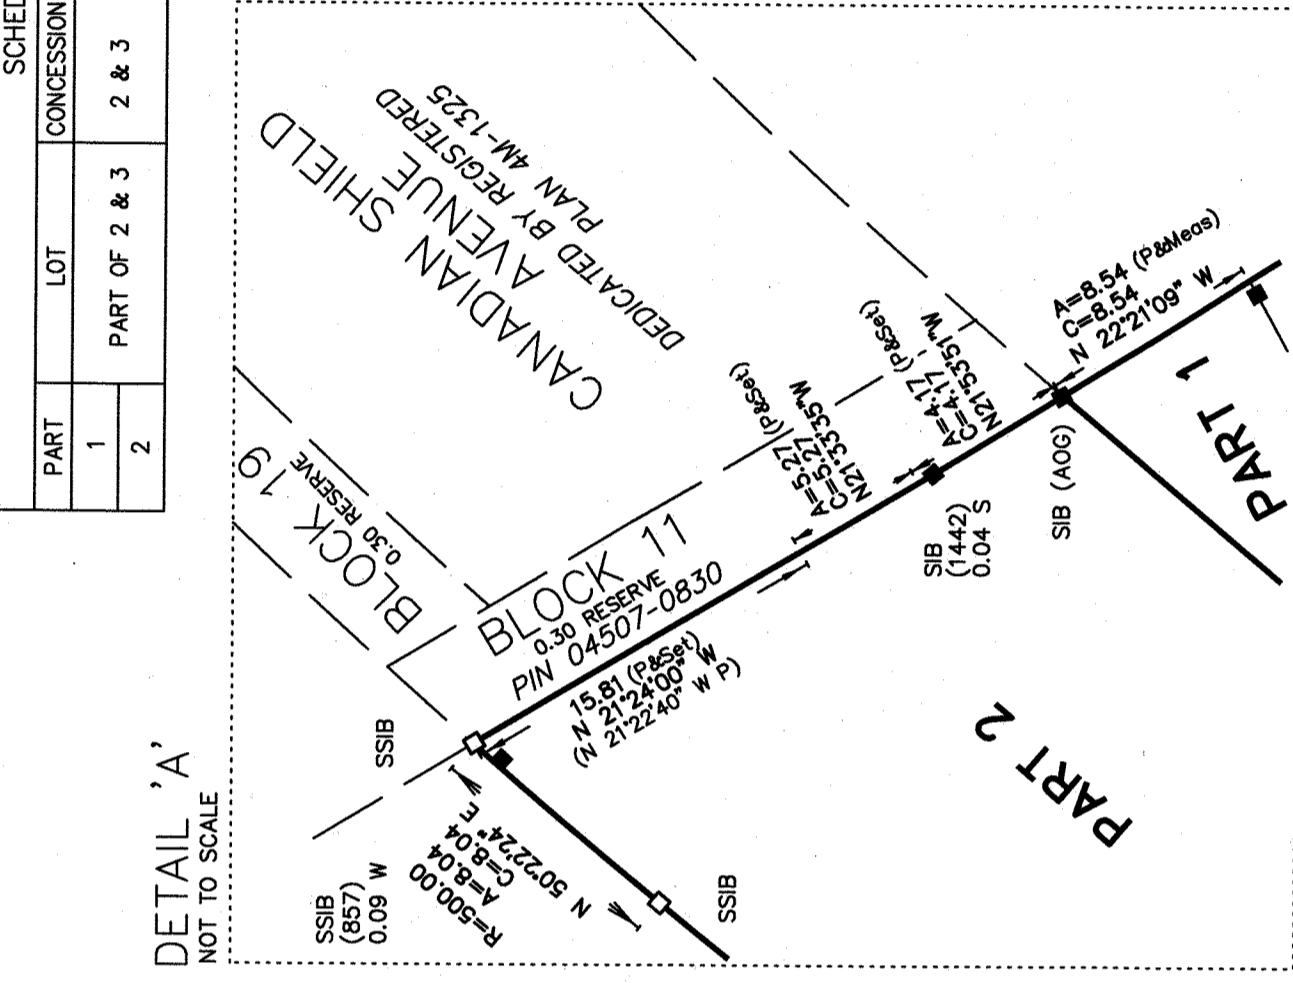 SCHED
PART LOT CONCESSION
1 PART OF 2 & 3 2 & 3
2
DETAIL 'A'
NOT TO SCALE
CANADIAN SHIELD
AVENUE
DEDICATED BY REGISTERED
PLAN 4M-1325
BLOCK 19
0.30 RESERVE
BLOCK 11
0.30 RESERVE
PIN 04507-0830
15.81 (P&Set)
N 21°24'00" W
(N 21°22'40" W P)
A=5.27 (P&Set)
C=5.27
N21°33'35"W
A=4.17 (P&Set)
C=4.17
N21°53'51"W
A=8.54 (P&Meas)
C=8.54
N 22°21'09" W
SSIB
SSIB
(857)
0.09 W
R=500.00
A=8.04
C=8.04
N 50°22'24" E
SSIB
SIB
(1442)
0.04 S
SIB (AOG)
PART 1
PART 2